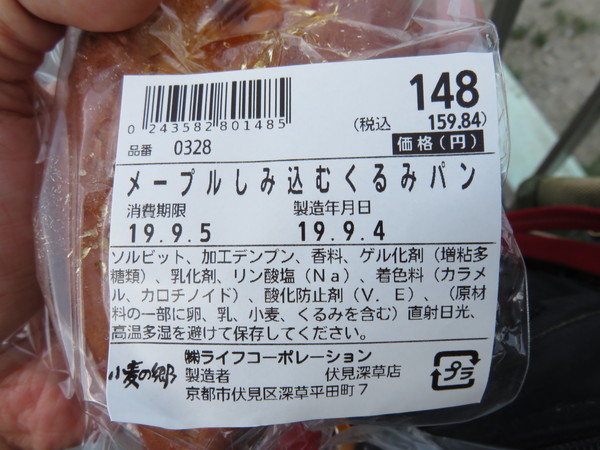 148
0 243582 801485
(税込 159.84)
品番 0328
価格(円)
メープルしみ込むくるみパン
消費期限 製造年月日
19.9.5 19.9.4
ソルビット、加工デンプン、香料、ゲル化剤(増粘多
糖類)、乳化剤、リン酸塩(Na)、着色料(カラメ
ル、カロチノイド)、酸化防止剤(V.E)、(原材
料の一部に卵、乳、小麦、くるみを含む)直射日光、
高温多湿を避けて保存してください。
㈱ライフコーポレーション
小麦の郷 製造者 伏見深草店
京都市伏見区深草平田町7
プラ